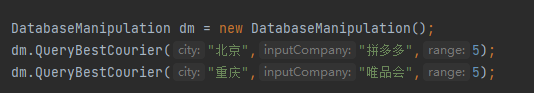 DatabaseManipulation dm = new DatabaseManipulation();
dm.QueryBestCourier( city: "北京", inputCompany: "拼多多", range: 5);
dm.QueryBestCourier( city: "重庆", inputCompany: "唯品会", range: 5);